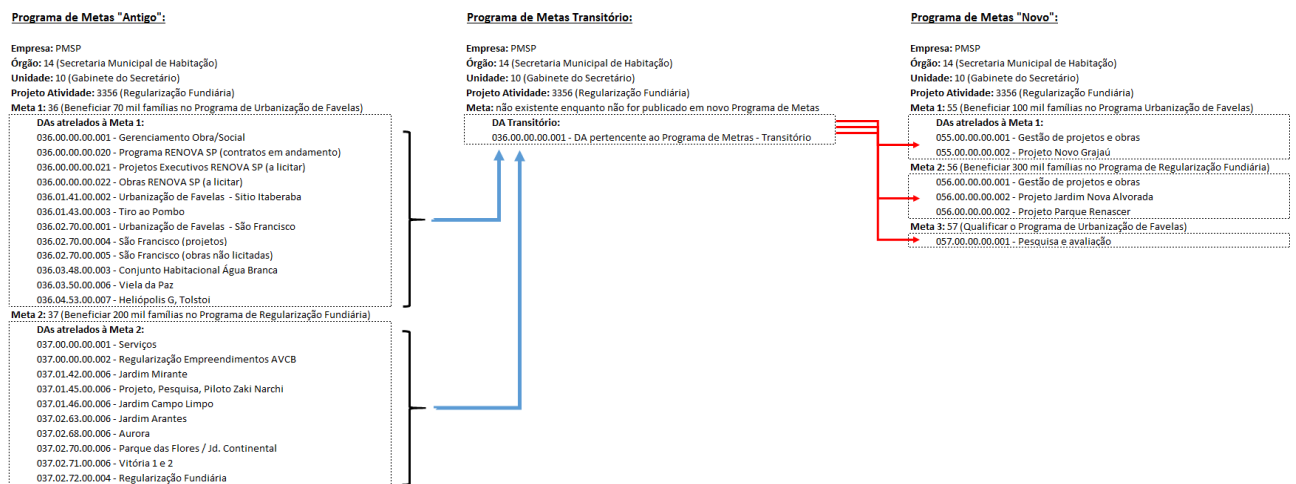 Programa de Metas "Antigo":
Empresa: PMSP
Órgão: 14 (Secretaria Municipal de Habitação)
Unidade: 10 (Gabinete do Secretário)
Projeto Atividade: 3356 (Regularização Fundiária)
Meta 1: 36 (Beneficiar 70 mil famílias no Programa de Urbanização de Favelas)
DAs atrelados à Meta 1:
036.00.00.00.001 - Gerenciamento Obra/Social
036.00.00.00.020 - Programa RENOVA SP (contratos em andamento)
036.00.00.00.021 - Projetos Executivos RENOVA SP (a licitar)
036.00.00.00.022 - Obras RENOVA SP (a licitar)
036.01.41.00.002 - Urbanização de Favelas - Sitio Itaberaba
036.01.43.00.003 - Tiro ao Pombo
036.02.70.00.001 - Urbanização de Favelas - São Francisco
036.02.70.00.004 - São Francisco (projetos)
036.02.70.00.005 - São Francisco (obras não licitadas)
036.03.48.00.003 - Conjunto Habitacional Água Branca
036.03.50.00.006 - Viela da Paz
036.04.53.00.007 - Heliópolis G, Tolstoi
Meta 2: 37 (Beneficiar 200 mil famílias no Programa de Regularização Fundiária)
DAs atrelados à Meta 2:
037.00.00.00.001 - Serviços
037.00.00.00.002 - Regularização Empreendimentos AVCB
037.01.42.00.006 - Jardim Mirante
037.01.45.00.006 - Projeto, Pesquisa, Piloto Zaki Narchi
037.01.46.00.006 - Jardim Campo Limpo
037.02.63.00.006 - Jardim Arantes
037.02.68.00.006 - Aurora
037.02.70.00.006 - Parque das Flores / Jd. Continental
037.02.71.00.006 - Vitória 1 e 2
037.02.72.00.004 - Regularização Fundiária
Programa de Metas Transitório:
Empresa: PMSP
Órgão: 14 (Secretaria Municipal de Habitação)
Unidade: 10 (Gabinete do Secretário)
Projeto Atividade: 3356 (Regularização Fundiária)
Meta: não existente enquanto não for publicado em novo Programa de Metas
DA Transitório:
036.00.00.00.001 - DA pertencente ao Programa de Metras - Transitório
Programa de Metas "Novo":
Empresa: PMSP
Órgão: 14 (Secretaria Municipal de Habitação)
Unidade: 10 (Gabinete do Secretário)
Projeto Atividade: 3356 (Regularização Fundiária)
Meta 1: 55 (Beneficiar 100 mil famílias no Programa Urbanização de Favelas)
DAs atrelados à Meta 1:
055.00.00.00.001 - Gestão de projetos e obras
055.00.00.00.002 - Projeto Novo Grajaú
Meta 2: 56 (Beneficiar 300 mil famílias no Programa de Regularização Fundiária)
056.00.00.00.001 - Gestão de projetos e obras
056.00.00.00.002 - Projeto Jardim Nova Alvorada
056.00.00.00.002 - Projeto Parque Renascer
Meta 3: 57 (Qualificar o Programa de Urbanização de Favelas)
057.00.00.00.001 - Pesquisa e avaliação